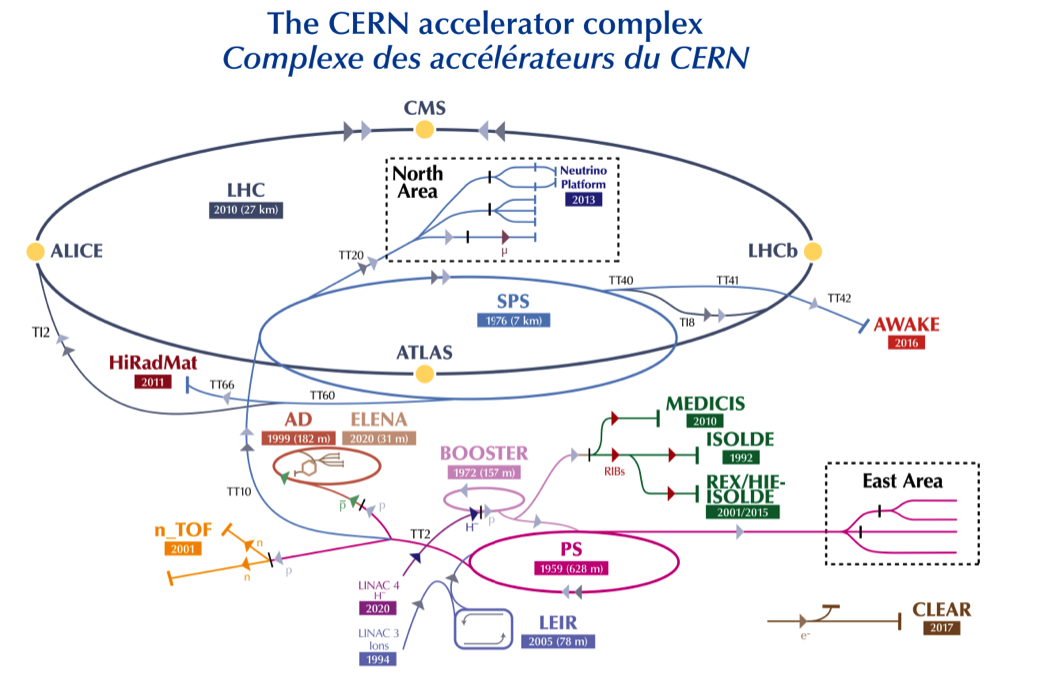 The CERN accelerator complex
Complexe des accélérateurs du CERN
CMS
North
Area
Neutrino
Platform
2013
LHC
2010 (27 km)
ALICE
LHCb
TT20
μ
TT40
TT41
TT42
SPS
1976 (7 km)
TI8
AWAKE
2016
TI2
ATLAS
HiRadMat
2011
TT66
TT60
MEDICIS
2010
AD
1999 (182 m)
ELENA
2020 (31 m)
ISOLDE
1992
BOOSTER
1972 (157 m)
RIBs
REX/HIE-
ISOLDE
2001/2015
East Area
TT10
p̅
p
H⁻
p
n_TOF
2001
n
n
p
TT2
PS
1959 (628 m)
LINAC 4
H⁻
2020
LEIR
2005 (78 m)
LINAC 3
Ions
1994
CLEAR
2017
e⁻